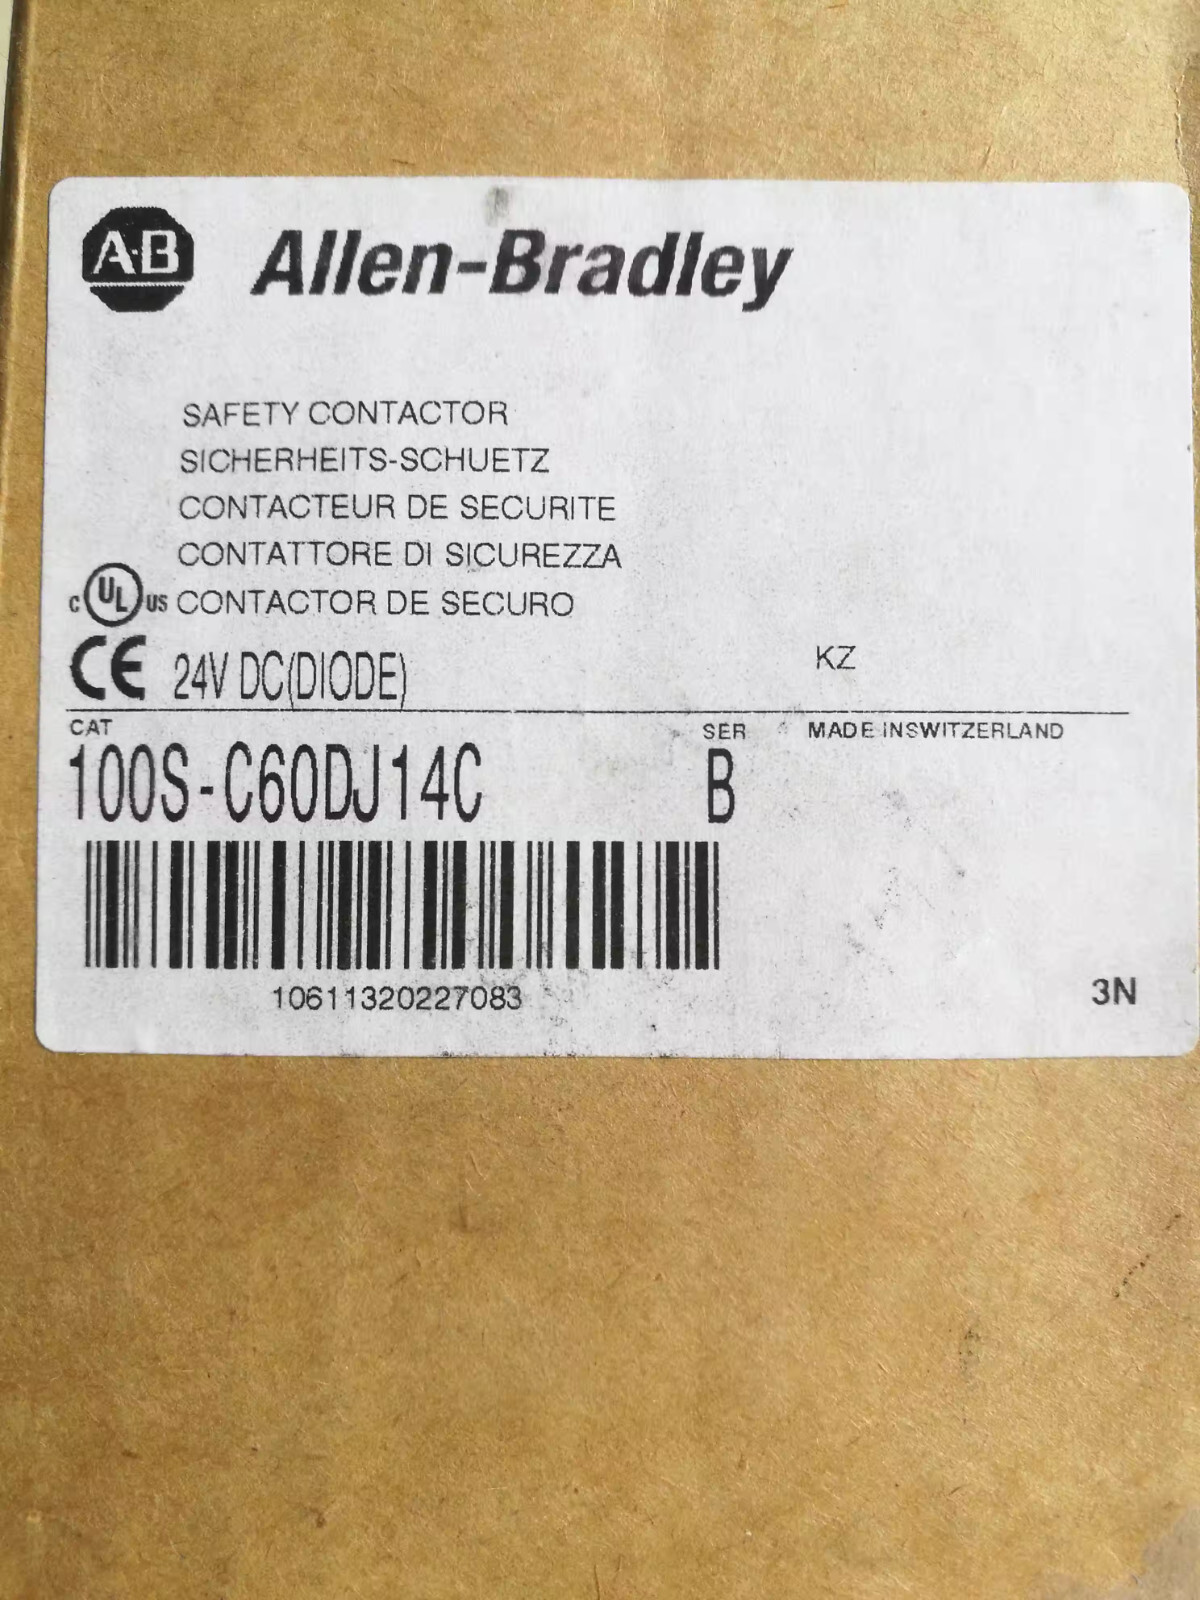 A-B Allen-Bradley
SAFETY CONTACTOR
SICHERHEITS-SCHUETZ
CONTACTEUR DE SECURITE
CONTATTORE DI SICUREZZA
C UL US CONTACTOR DE SECURO
CE 24V DC(DIODE) KZ
CAT SER MADE INSWITZERLAND
100S-C60DJ14C B
10611320227083 3N